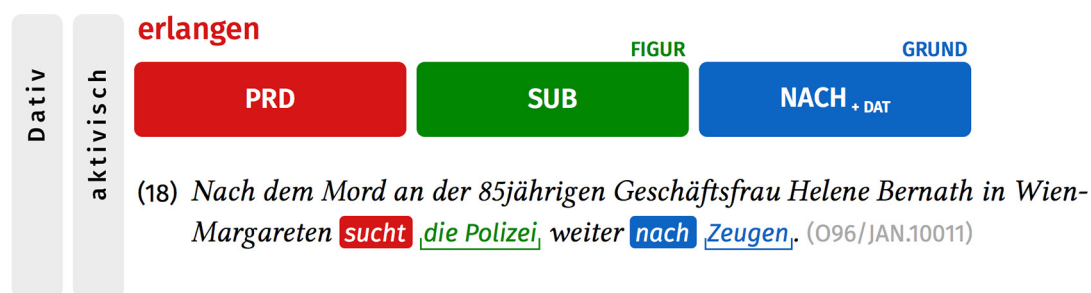 Dativ
aktivisch
erlangen
FIGUR
GRUND
PRD
SUB
NACH + DAT
(18) Nach dem Mord an der 85jährigen Geschäftsfrau Helene Bernath in Wien-
Margareten sucht die Polizei weiter nach Zeugen. (O96/JAN.10011)